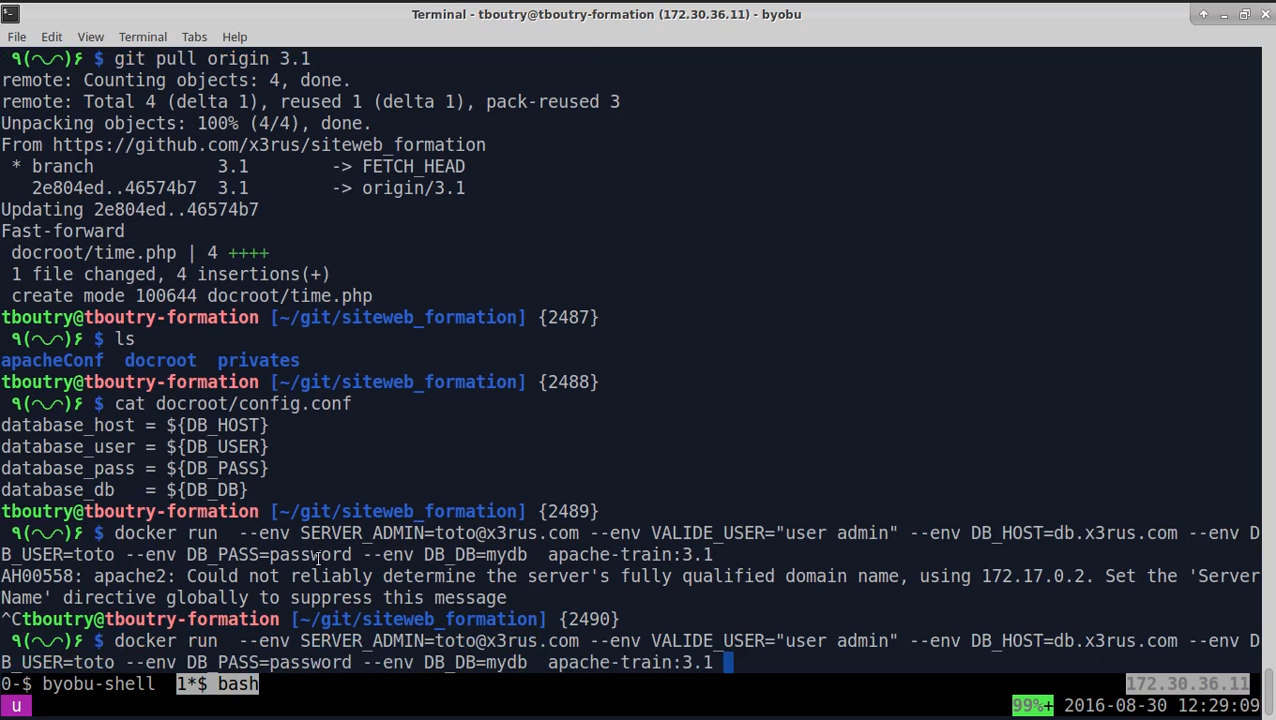 Terminal - tboutry@tboutry-formation (172.30.36.11) - byobu
File Edit View Terminal Tabs Help
٩(◠‿◠)۶ $ git pull origin 3.1
remote: Counting objects: 4, done.
remote: Total 4 (delta 1), reused 1 (delta 1), pack-reused 3
Unpacking objects: 100% (4/4), done.
From https://github.com/x3rus/siteweb_formation
 * branch            3.1        -> FETCH_HEAD
   2e804ed..46574b7  3.1        -> origin/3.1
Updating 2e804ed..46574b7
Fast-forward
 docroot/time.php | 4 ++++
 1 file changed, 4 insertions(+)
 create mode 100644 docroot/time.php
tboutry@tboutry-formation [~/git/siteweb_formation] {2487}
٩(◠‿◠)۶ $ ls
apacheConf  docroot  privates
tboutry@tboutry-formation [~/git/siteweb_formation] {2488}
٩(◠‿◠)۶ $ cat docroot/config.conf
database_host = ${DB_HOST}
database_user = ${DB_USER}
database_pass = ${DB_PASS}
database_db   = ${DB_DB}
tboutry@tboutry-formation [~/git/siteweb_formation] {2489}
٩(◠‿◠)۶ $ docker run  --env SERVER_ADMIN=toto@x3rus.com --env VALIDE_USER="user admin" --env DB_HOST=db.x3rus.com --env D
B_USER=toto --env DB_PASS=password --env DB_DB=mydb  apache-train:3.1
AH00558: apache2: Could not reliably determine the server's fully qualified domain name, using 172.17.0.2. Set the 'Server
Name' directive globally to suppress this message
^Ctboutry@tboutry-formation [~/git/siteweb_formation] {2490}
٩(◠‿◠)۶ $ docker run  --env SERVER_ADMIN=toto@x3rus.com --env VALIDE_USER="user admin" --env DB_HOST=db.x3rus.com --env D
B_USER=toto --env DB_PASS=password --env DB_DB=mydb  apache-train:3.1
0-$ byobu-shell  1*$ bash 172.30.36.11
u 99%+ 2016-08-30 12:29:09